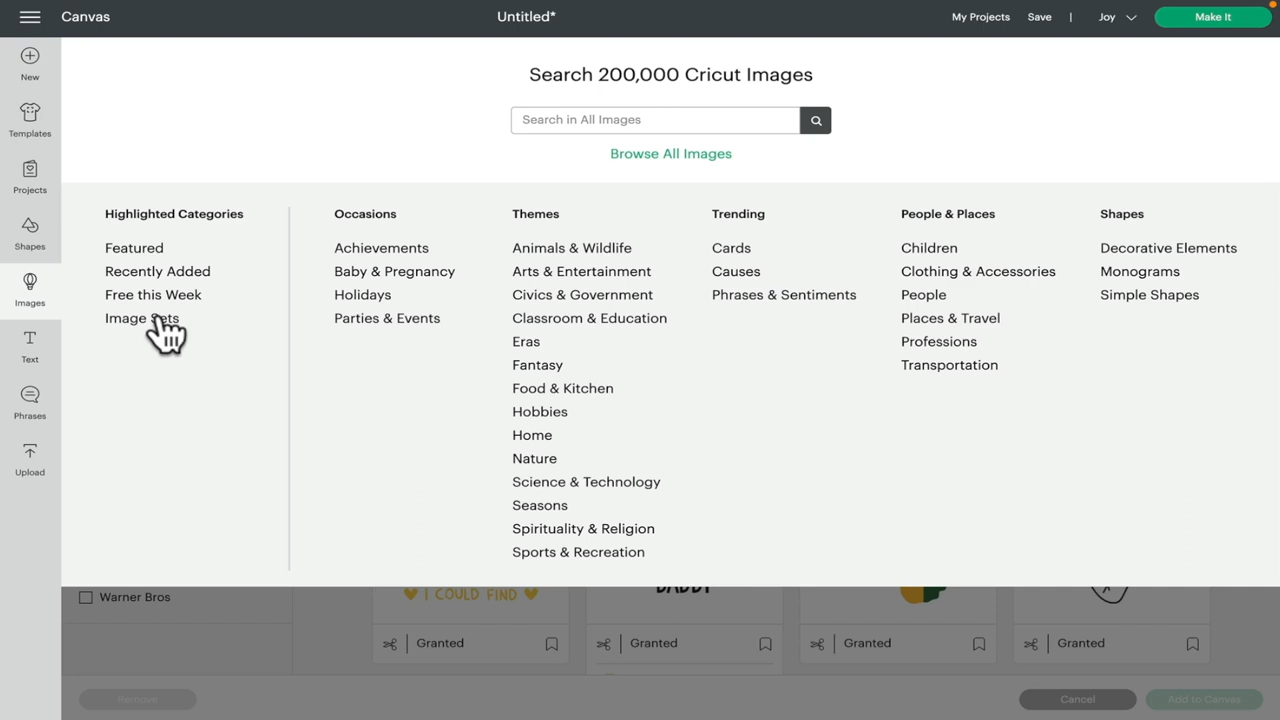 Canvas
Untitled*
My Projects
Save
|
Joy
Make It
New
Templates
Projects
Shapes
Images
Text
Phrases
Upload
Search 200,000 Cricut Images
Search in All Images
Browse All Images
Highlighted Categories
Featured
Recently Added
Free this Week
Image Sets
Occasions
Achievements
Baby & Pregnancy
Holidays
Parties & Events
Themes
Animals & Wildlife
Arts & Entertainment
Civics & Government
Classroom & Education
Eras
Fantasy
Food & Kitchen
Hobbies
Home
Nature
Science & Technology
Seasons
Spirituality & Religion
Sports & Recreation
Trending
Cards
Causes
Phrases & Sentiments
People & Places
Children
Clothing & Accessories
People
Places & Travel
Professions
Transportation
Shapes
Decorative Elements
Monograms
Simple Shapes
Warner Bros
I COULD FIND
DADDY
Granted
Granted
Granted
Granted
Remove
Cancel
Add to Canvas